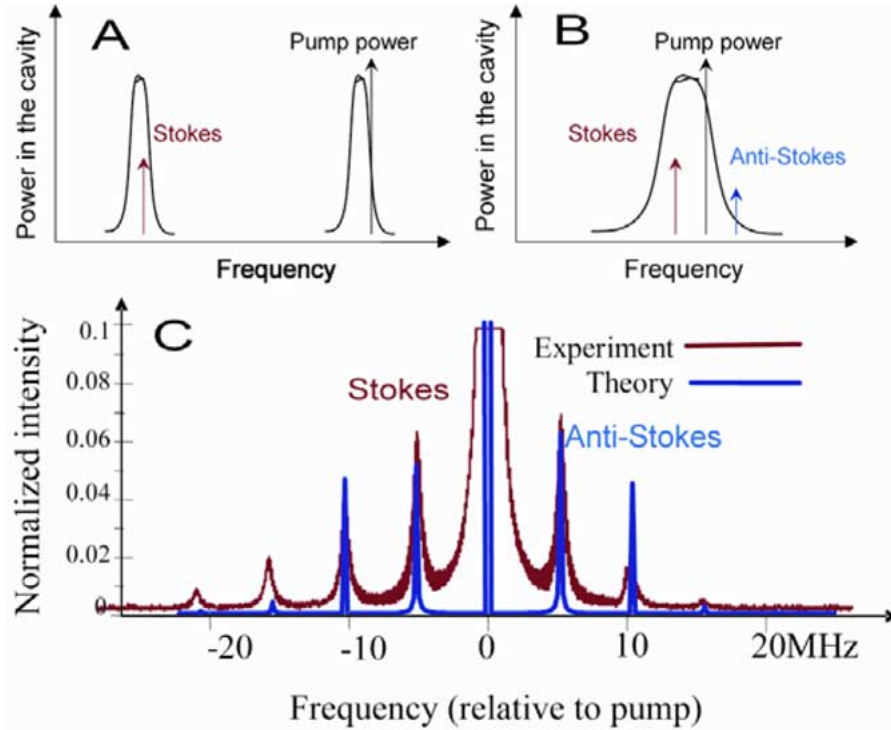 A
Pump power
Stokes
Power in the cavity
Frequency
B
Pump power
Stokes
Anti-Stokes
Power in the cavity
Frequency
C
0.1
0.08
0.06
0.04
0.02
0
Normalized intensity
Experiment
Theory
Stokes
Anti-Stokes
-20
-10
0
10
20MHz
Frequency (relative to pump)